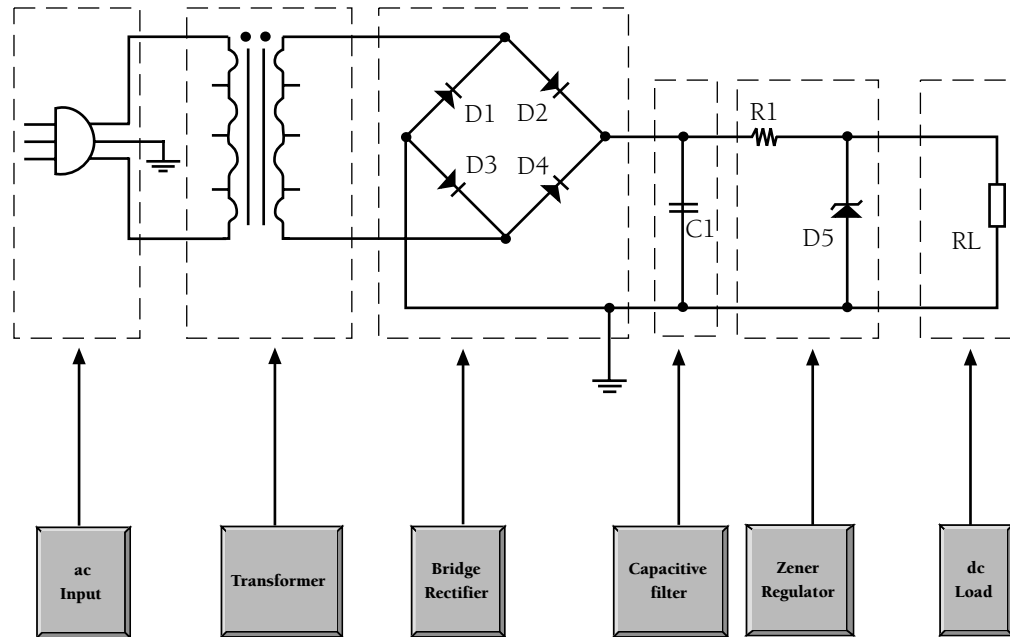 D1
D2
D3
D4
R1
C1
D5
RL
ac
Input
Transformer
Bridge
Rectifier
Capacitive
filter
Zener
Regulator
dc
Load